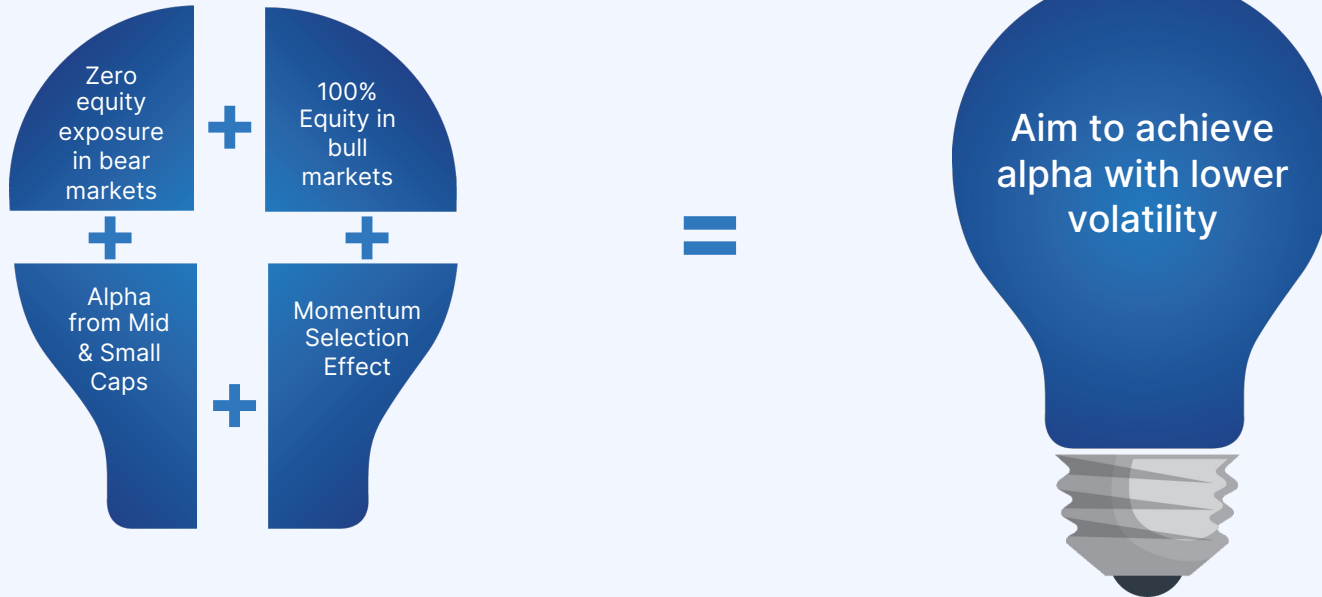 Zero
equity
exposure
in bear
markets
+
100%
Equity in
bull
markets
+
+
Alpha
from Mid
& Small
Caps
+
Momentum
Selection
Effect
=
Aim to achieve
alpha with lower
volatility